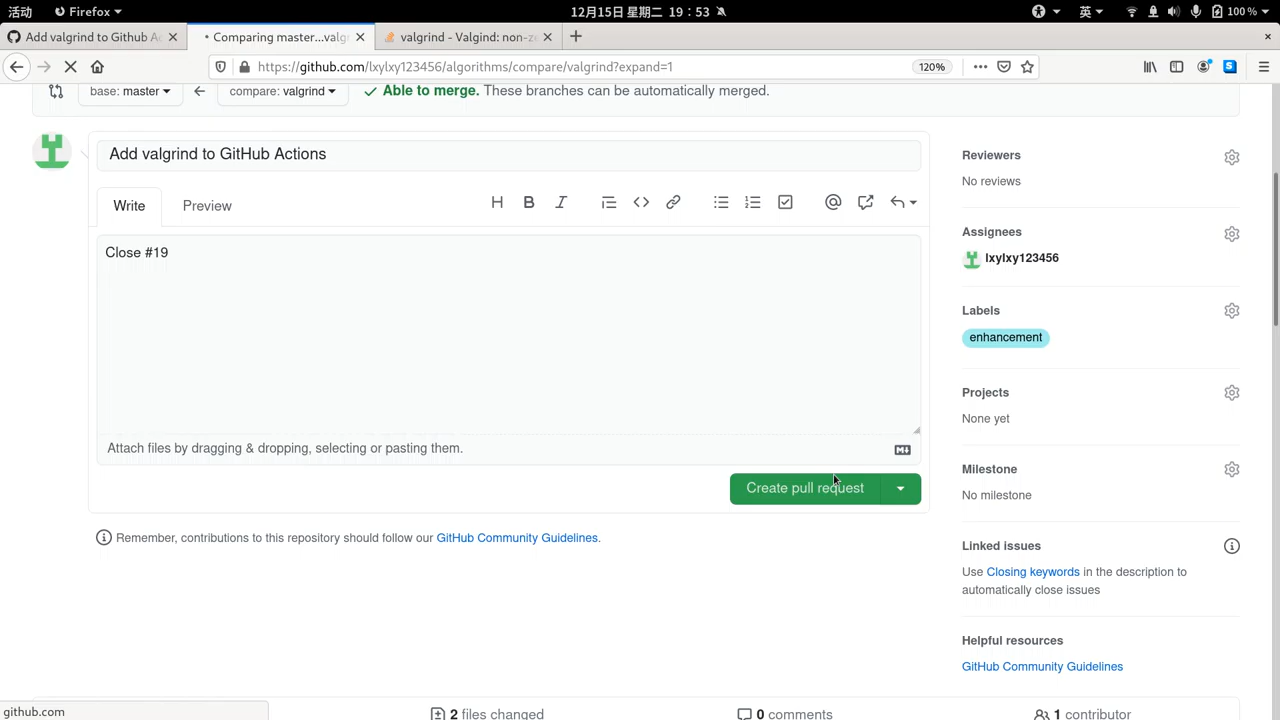 活动 Firefox 12月15日 星期二 19：53 英 100 %
Add valgrind to Github Ac
Comparing master...valg
valgrind - Valgind: non-z
https://github.com/lxylxy123456/algorithms/compare/valgrind?expand=1 120%
base: master compare: valgrind Able to merge. These branches can be automatically merged.
Add valgrind to GitHub Actions
Write Preview
Close #19
Attach files by dragging & dropping, selecting or pasting them.
Create pull request
Remember, contributions to this repository should follow our GitHub Community Guidelines.
Reviewers
No reviews
Assignees
lxylxy123456
Labels
enhancement
Projects
None yet
Milestone
No milestone
Linked issues
Use Closing keywords in the description to
automatically close issues
Helpful resources
GitHub Community Guidelines
2 files changed 0 comments 1 contributor
github.com